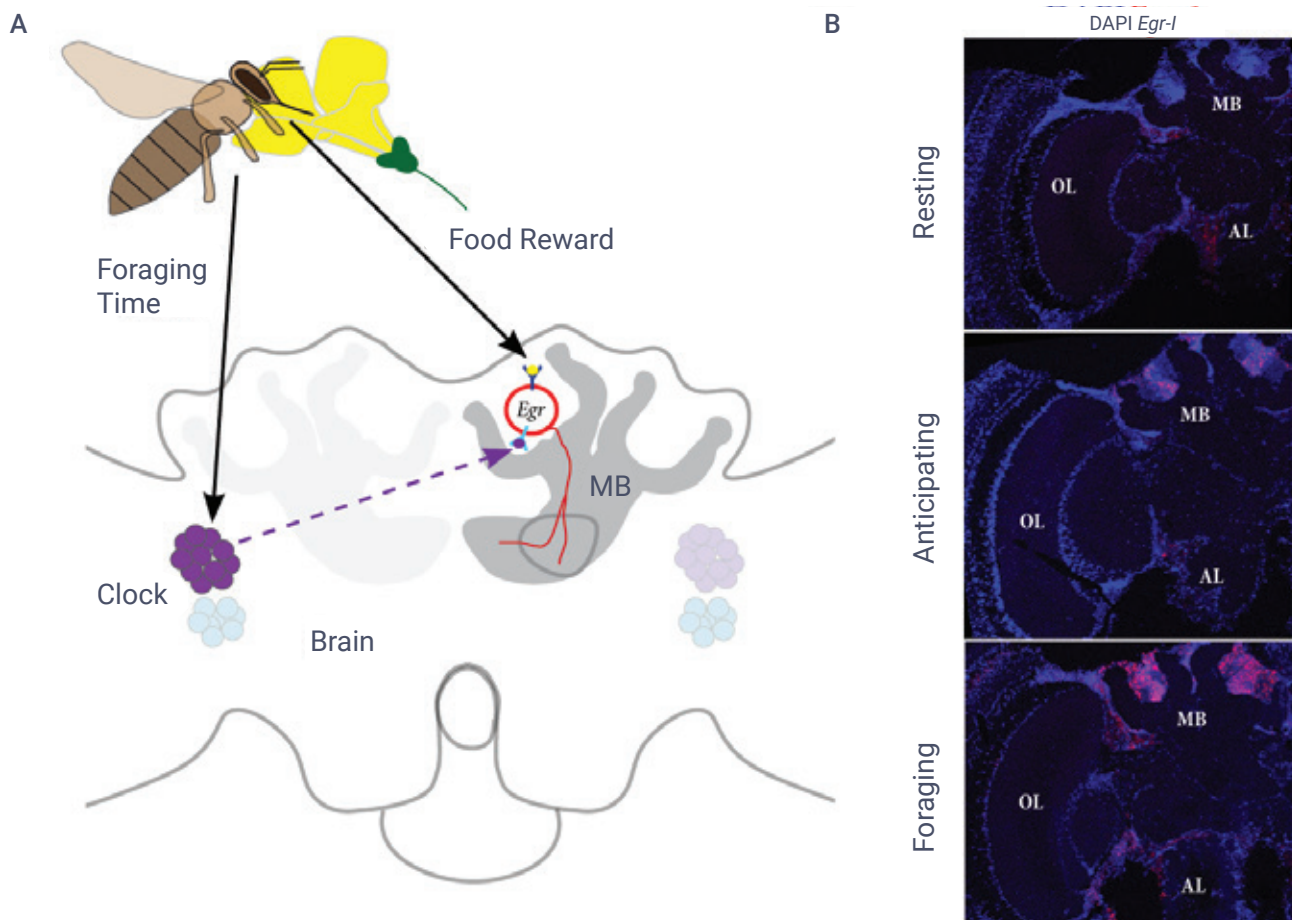 A
B
DAPI Egr-I
Food Reward
Foraging
Time
Egr
MB
Clock
Brain
Resting
MB
OL
AL
Anticipating
MB
OL
AL
Foraging
MB
OL
AL